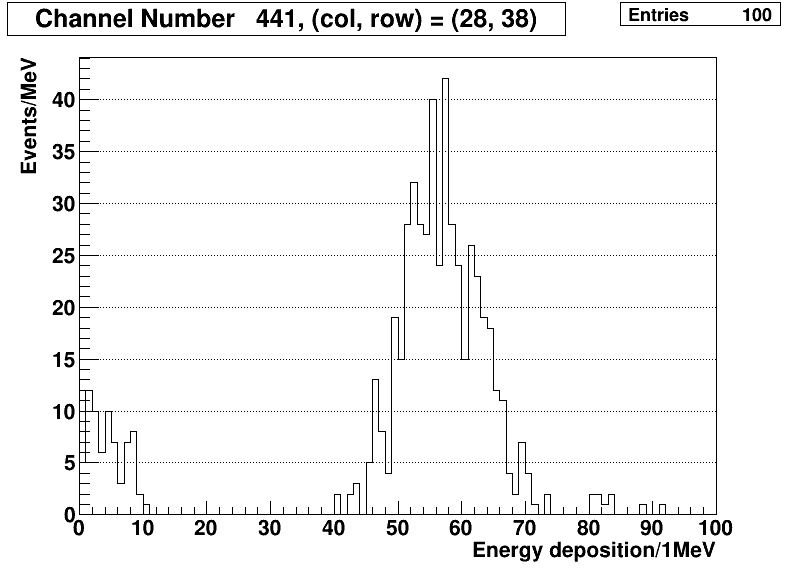 Channel Number 441, (col, row) = (28, 38)
Entries 100
Events/MeV
40
35
30
25
20
15
10
5
0
0 10 20 30 40 50 60 70 80 90 100
Energy deposition/1MeV